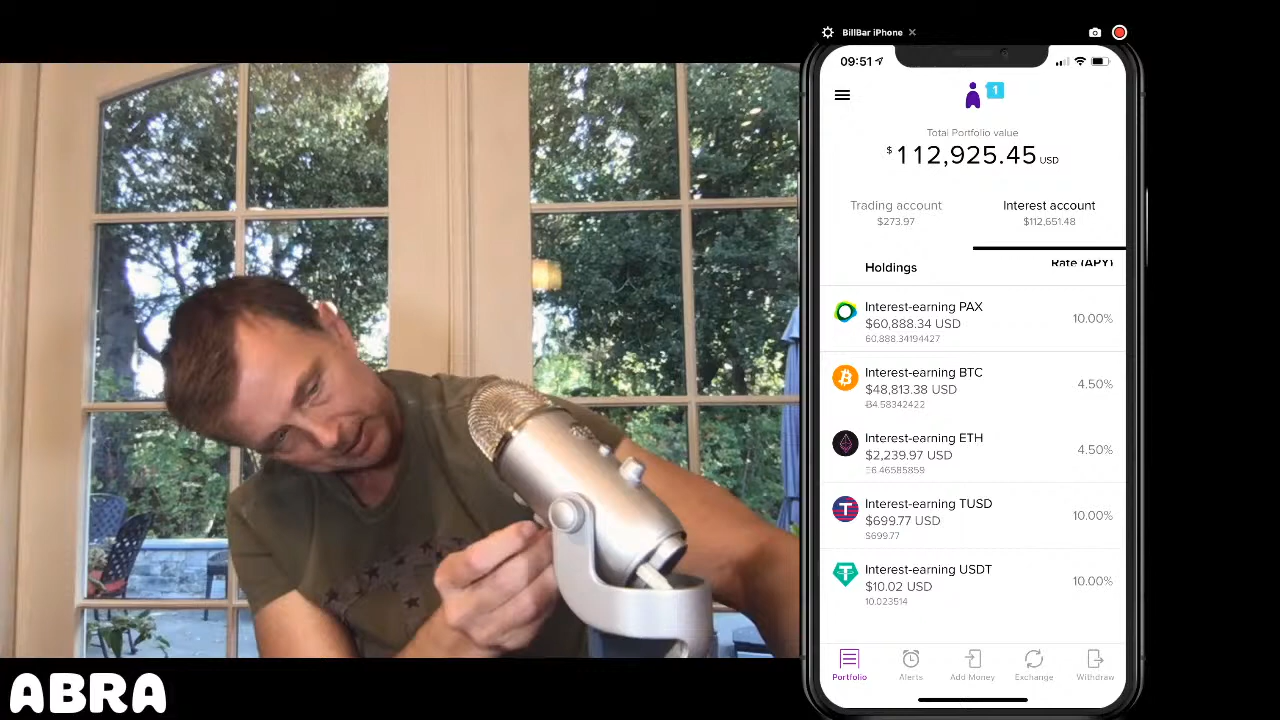 BillBar iPhone
09:51
1
Total Portfolio value
$112,925.45 USD
Trading account
$273.97
Interest account
$112,651.48
Holdings
Rate (APY)
Interest-earning PAX
$60,888.34 USD
60,888.34194427
10.00%
Interest-earning BTC
$48,813.38 USD
Ƀ4.58342422
4.50%
Interest-earning ETH
$2,239.97 USD
Ξ6.46585859
4.50%
Interest-earning TUSD
$699.77 USD
$699.77
10.00%
Interest-earning USDT
$10.02 USD
10.023514
10.00%
Portfolio
Alerts
Add Money
Exchange
Withdraw
ABRA